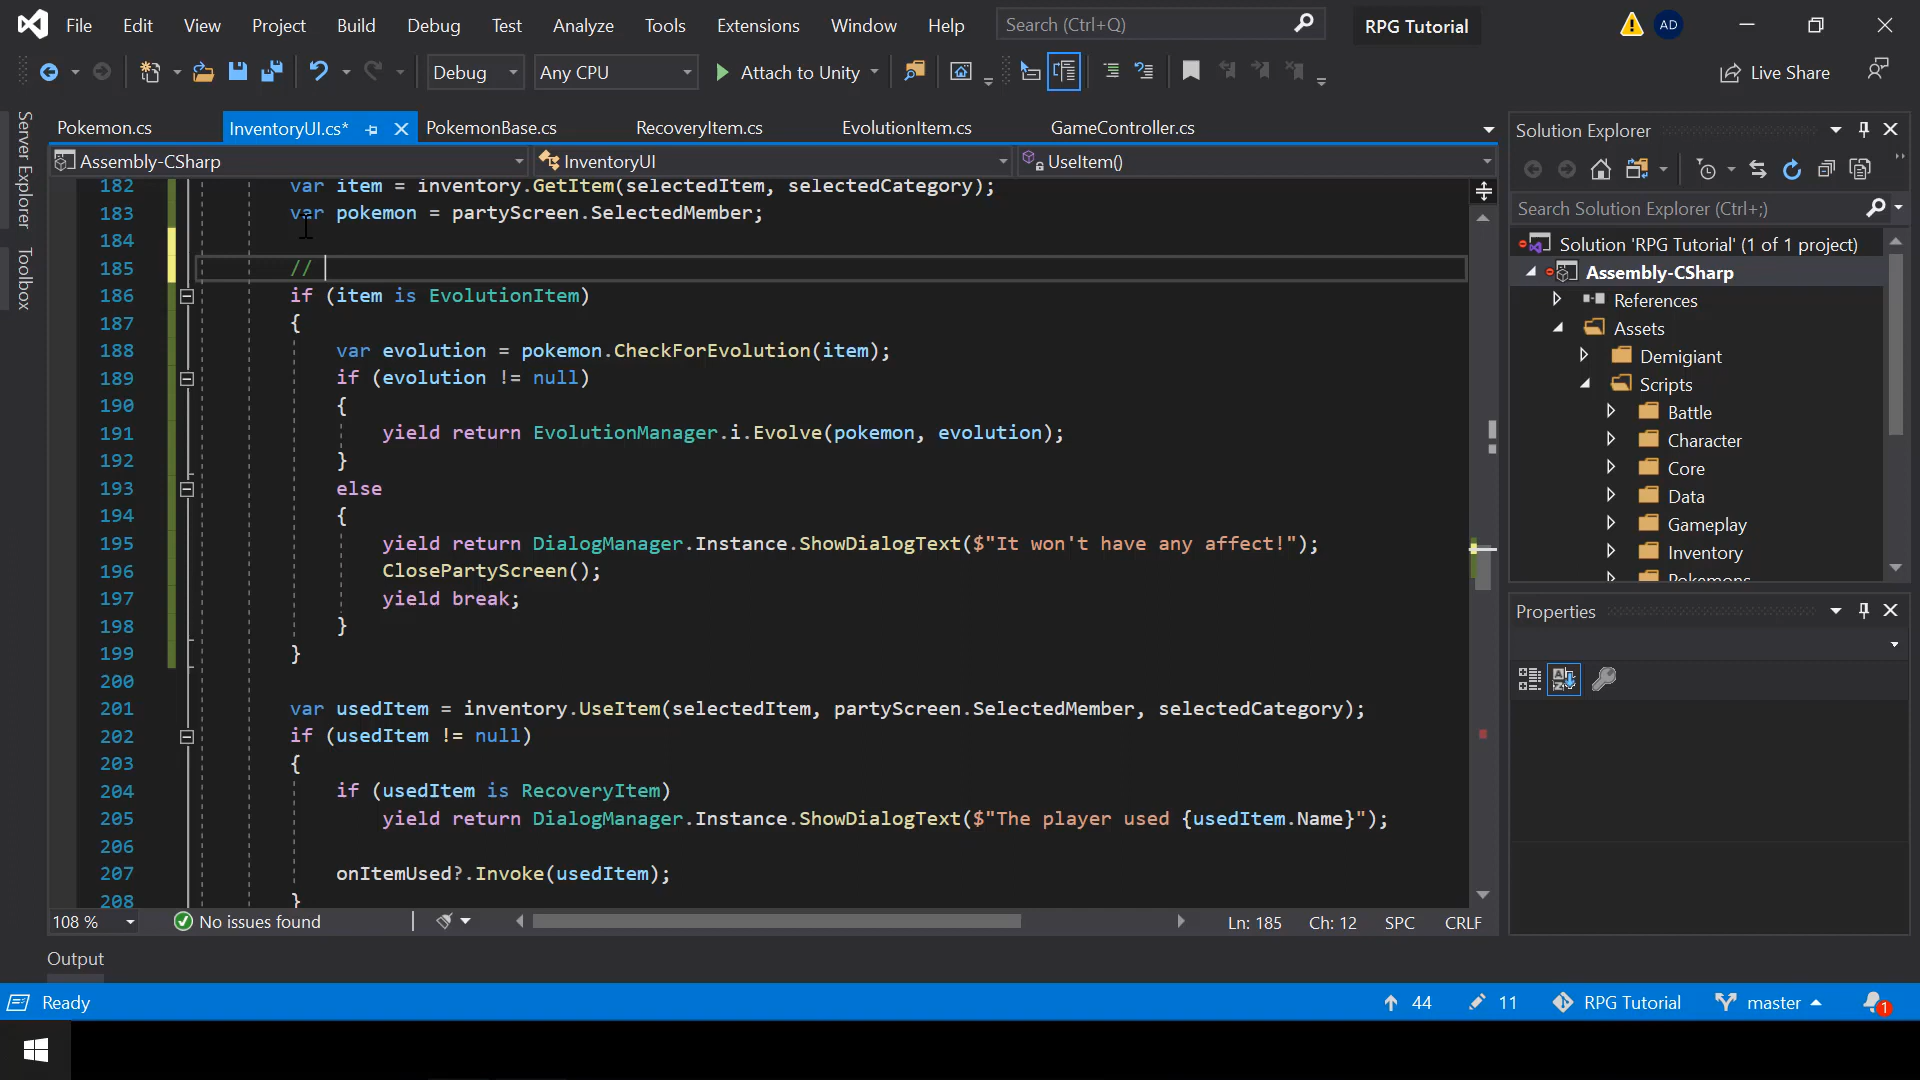 File Edit View Project Build Debug Test Analyze Tools Extensions Window Help Search (Ctrl+Q) RPG Tutorial AD
Debug Any CPU Attach to Unity Live Share
Server Explorer
Toolbox
Pokemon.cs InventoryUI.cs* PokemonBase.cs RecoveryItem.cs EvolutionItem.cs GameController.cs
Assembly-CSharp InventoryUI UseItem()
182 var item = inventory.GetItem(selectedItem, selectedCategory);
183 var pokemon = partyScreen.SelectedMember;
184
185 //
186 if (item is EvolutionItem)
187 {
188 var evolution = pokemon.CheckForEvolution(item);
189 if (evolution != null)
190 {
191 yield return EvolutionManager.i.Evolve(pokemon, evolution);
192 }
193 else
194 {
195 yield return DialogManager.Instance.ShowDialogText($"It won't have any affect!");
196 ClosePartyScreen();
197 yield break;
198 }
199 }
200
201 var usedItem = inventory.UseItem(selectedItem, partyScreen.SelectedMember, selectedCategory);
202 if (usedItem != null)
203 {
204 if (usedItem is RecoveryItem)
205 yield return DialogManager.Instance.ShowDialogText($"The player used {usedItem.Name}");
206
207 onItemUsed?.Invoke(usedItem);
208 }
108 % No issues found Ln: 185 Ch: 12 SPC CRLF
Solution Explorer
Search Solution Explorer (Ctrl+;)
Solution 'RPG Tutorial' (1 of 1 project)
Assembly-CSharp
References
Assets
Demigiant
Scripts
Battle
Character
Core
Data
Gameplay
Inventory
Pokemons
Properties
Output
Ready 44 11 RPG Tutorial master 1